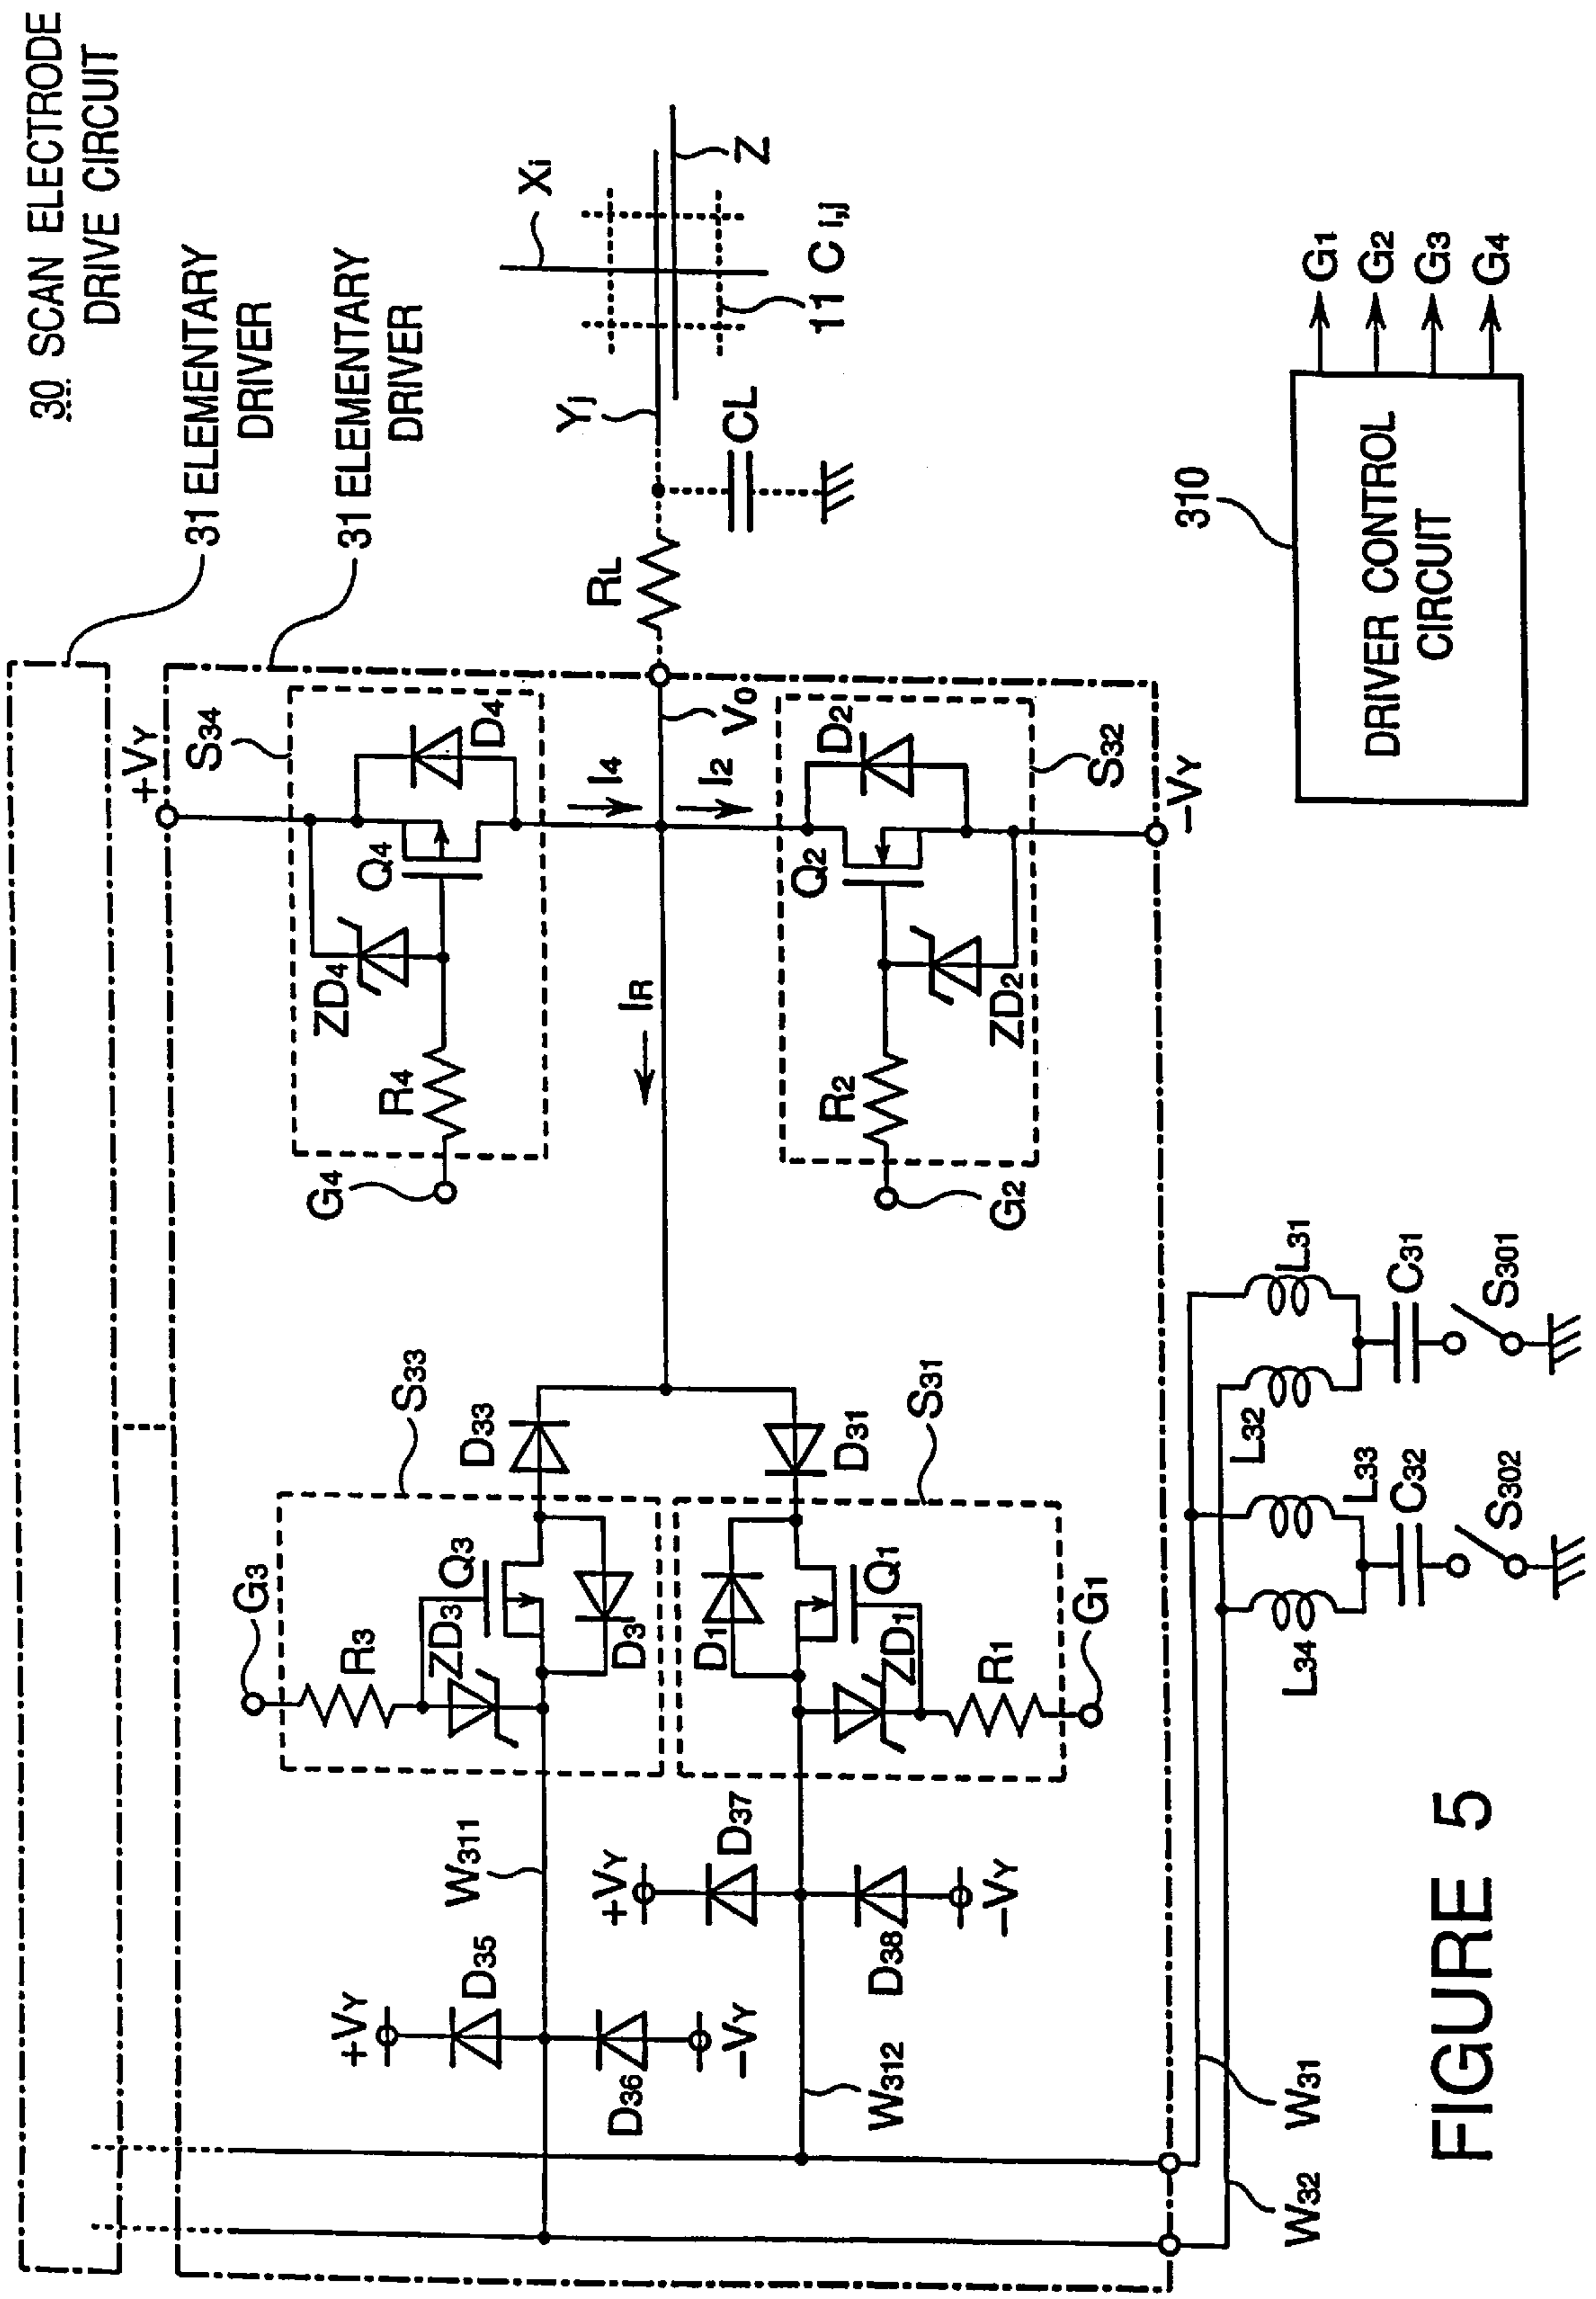 30 SCAN ELECTRODE
DRIVE CIRCUIT
31 ELEMENTARY
DRIVER
31 ELEMENTARY
DRIVER
+VY
S34
D4
Q4
ZD4
R4
G4
I4
I2
IR
V0
RL
CL
Yj
Xi
Z
11 C i,j
D2
Q2
ZD2
R2
G2
S32
-VY
S33
D33
G3
R3
ZD3
Q3
D3
S31
D31
D1
Q1
ZD1
R1
G1
W311
+VY
D35
D36
-VY
+VY
D37
D38
-VY
W312
L31
L32
C31
S301
L33
L34
C32
S302
W31
W32
310
DRIVER CONTROL
CIRCUIT
G1
G2
G3
G4
FIGURE 5